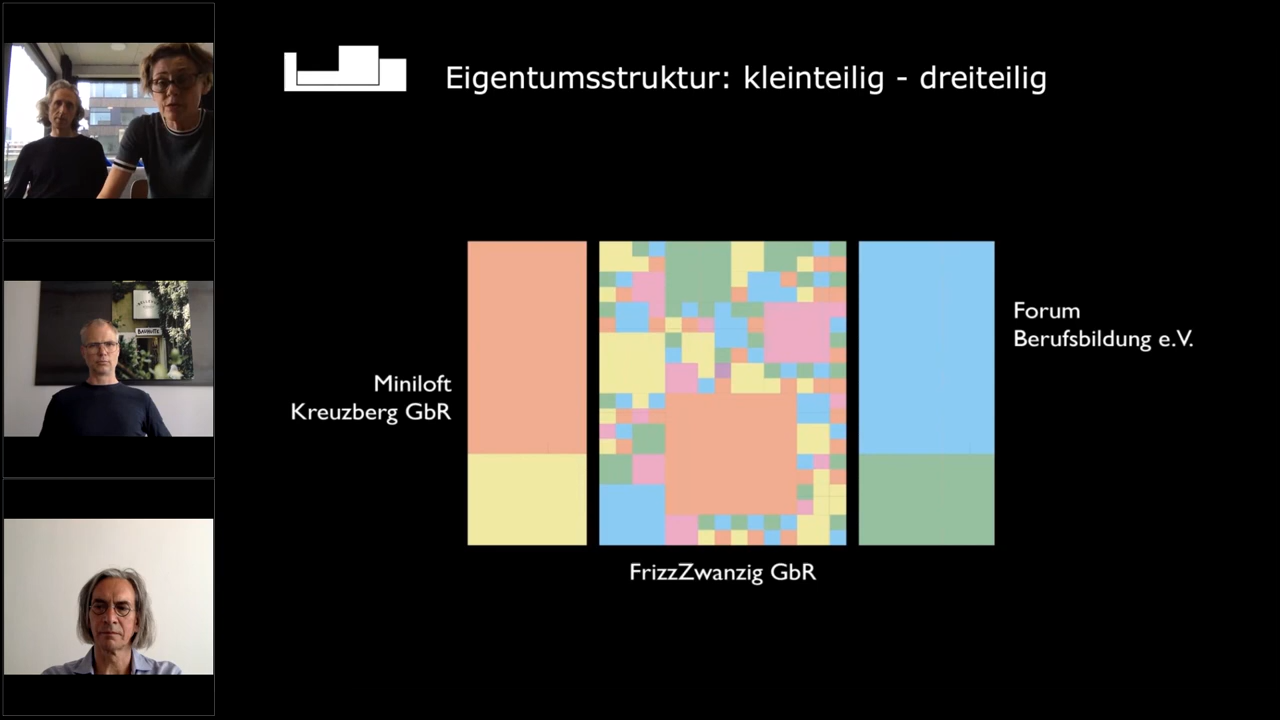 Eigentumsstruktur: kleinteilig - dreiteilig
Miniloft
Kreuzberg GbR
Forum
Berufsbildung e.V.
FrizzZwanzig GbR